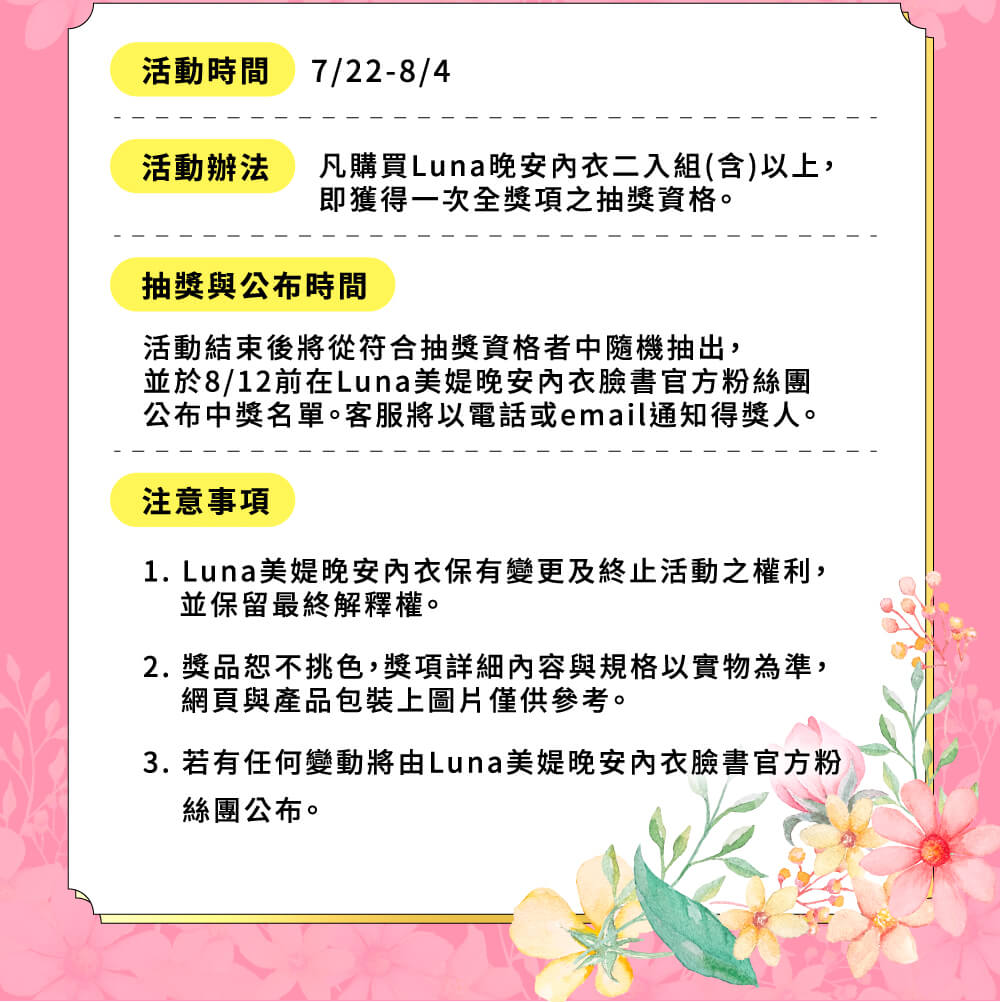 活動時間 7/22-8/4
活動辦法 凡購買Luna晚安內衣二入組(含)以上，
即獲得一次全獎項之抽獎資格。
抽獎與公布時間
活動結束後將從符合抽獎資格者中隨機抽出，
並於8/12前在Luna美媞晚安內衣臉書官方粉絲團
公布中獎名單。客服將以電話或email通知得獎人。
注意事項
1. Luna美媞晚安內衣保有變更及終止活動之權利，
並保留最終解釋權。
2. 獎品恕不挑色，獎項詳細內容與規格以實物為準，
網頁與產品包裝上圖片僅供參考。
3. 若有任何變動將由Luna美媞晚安內衣臉書官方粉
絲團公布。